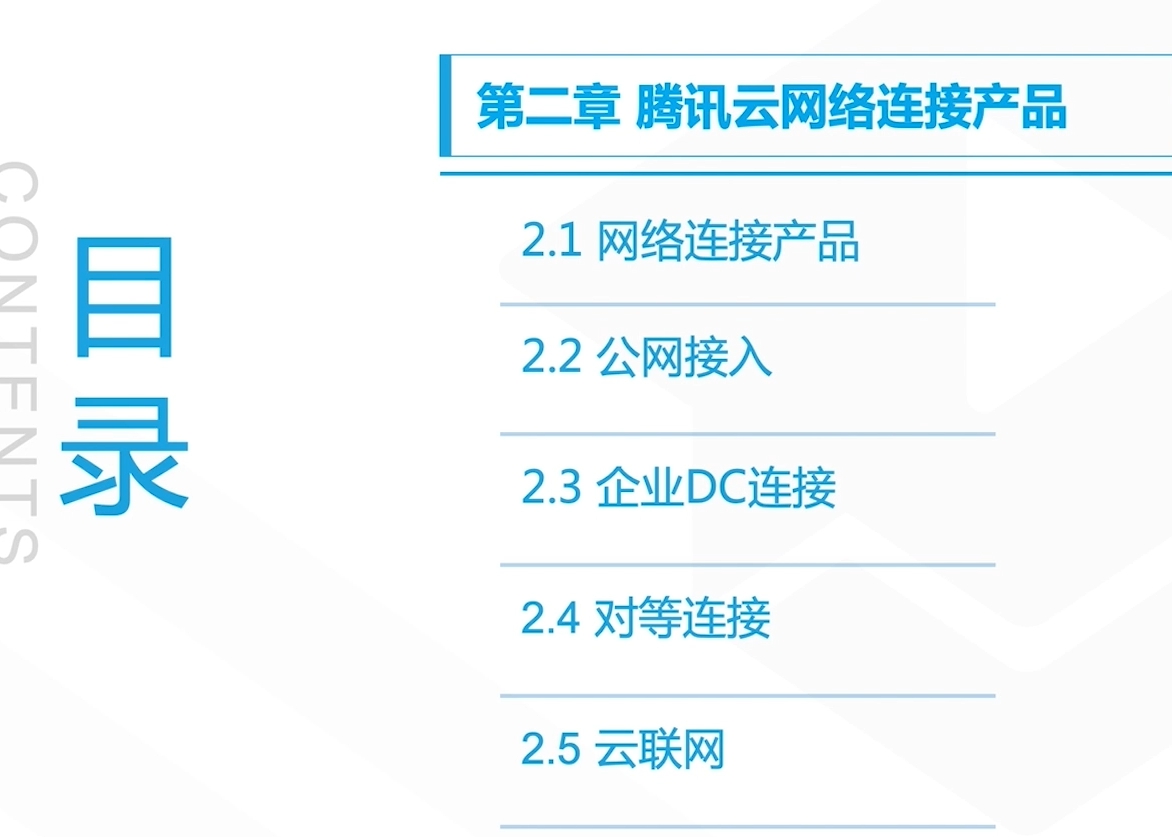 CONTENTS
目录
第二章 腾讯云网络连接产品
2.1 网络连接产品
2.2 公网接入
2.3 企业DC连接
2.4 对等连接
2.5 云联网